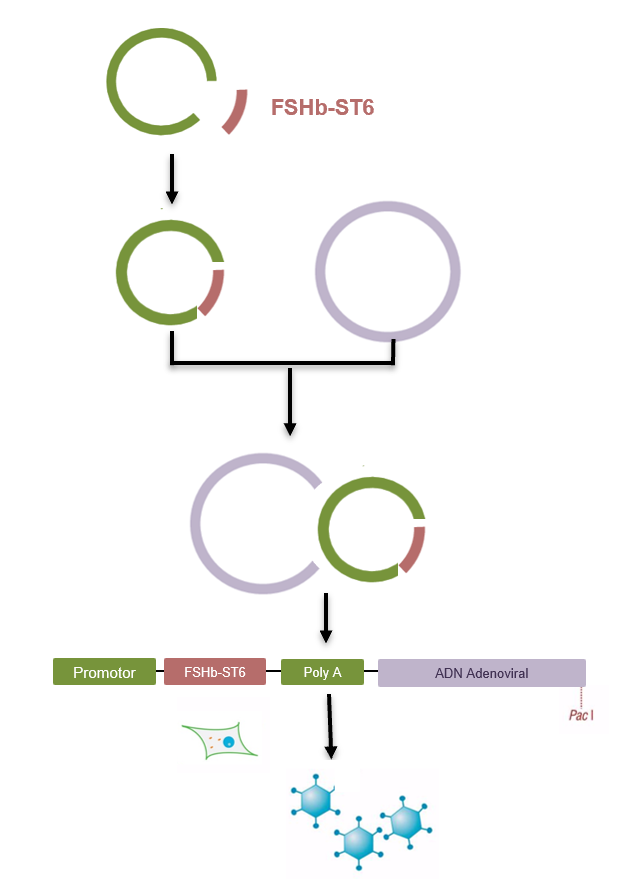 FSHb-ST6
Promotor
FSHb-ST6
Poly A
ADN Adenoviral
Pac I